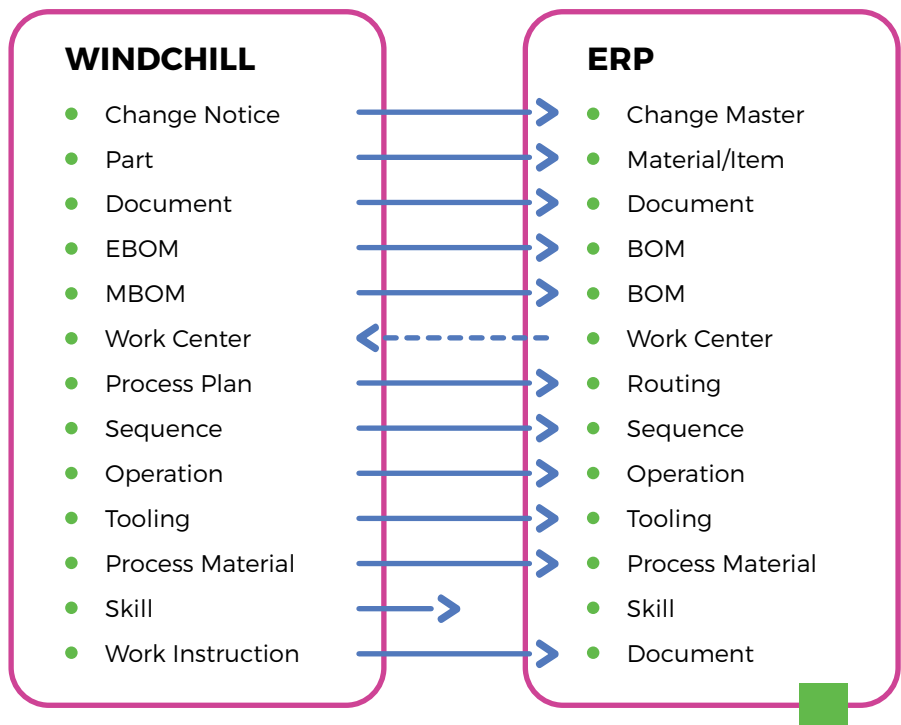 WINDCHILL
Change Notice
Part
Document
EBOM
MBOM
Work Center
Process Plan
Sequence
Operation
Tooling
Process Material
Skill
Work Instruction
ERP
Change Master
Material/Item
Document
BOM
BOM
Work Center
Routing
Sequence
Operation
Tooling
Process Material
Skill
Document